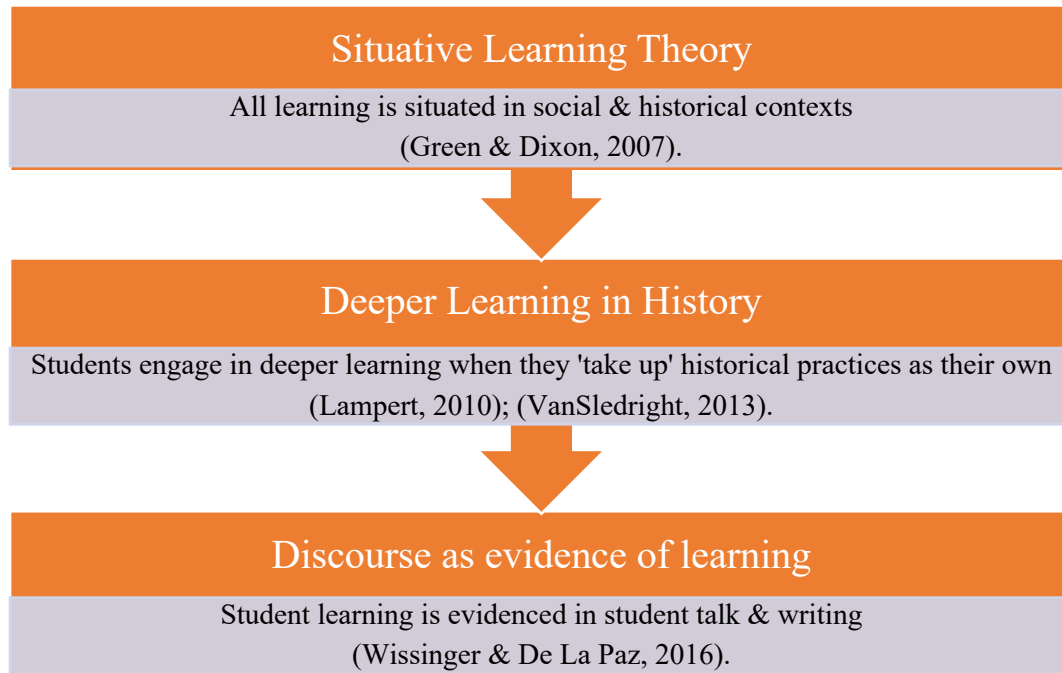 Situative Learning Theory
All learning is situated in social & historical contexts
(Green & Dixon, 2007).
Deeper Learning in History
Students engage in deeper learning when they 'take up' historical practices as their own
(Lampert, 2010); (VanSledright, 2013).
Discourse as evidence of learning
Student learning is evidenced in student talk & writing
(Wissinger & De La Paz, 2016).